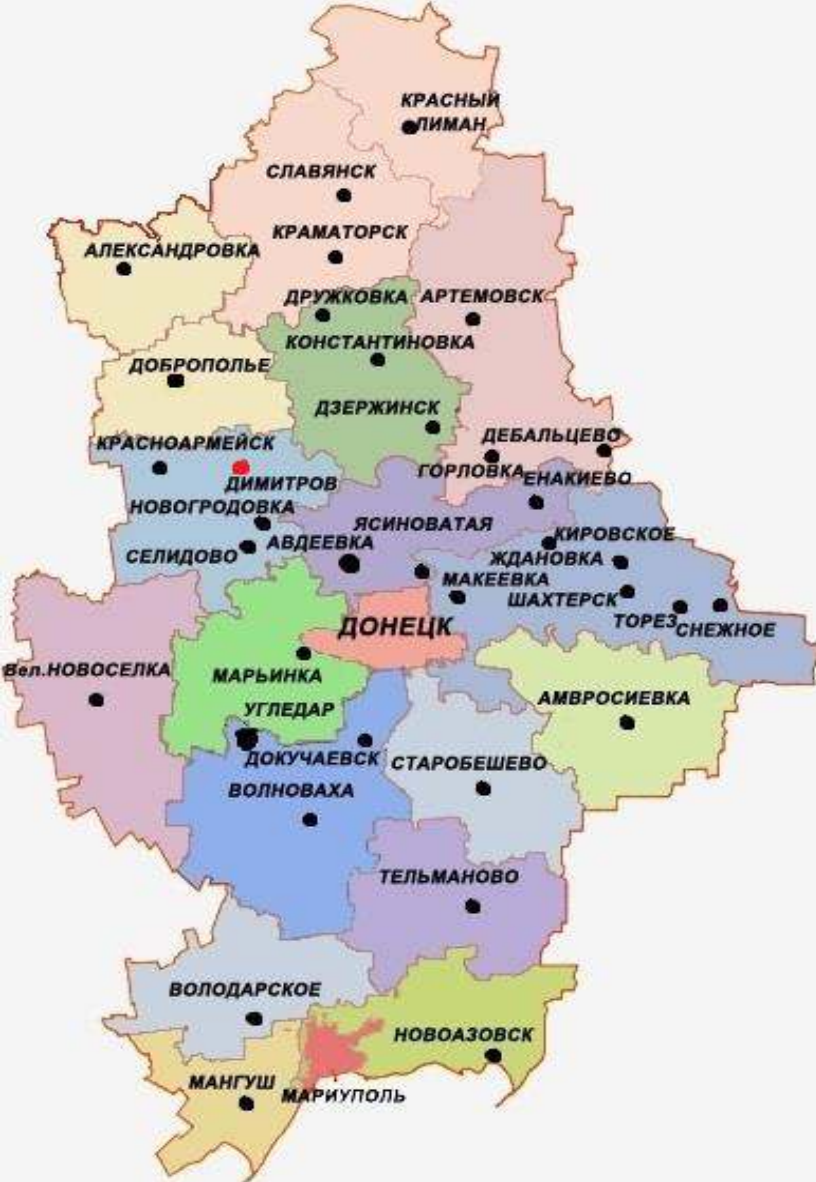 КРАСНЫЙ
ЛИМАН
СЛАВЯНСК
КРАМАТОРСК
АЛЕКСАНДРОВКА
ДРУЖКОВКА
АРТЕМОВСК
КОНСТАНТИНОВКА
ДОБРОПОЛЬЕ
ДЗЕРЖИНСК
ДЕБАЛЬЦЕВО
КРАСНОАРМЕЙСК
ГОРЛОВКА
ЕНАКИЕВО
ДИМИТРОВ
НОВОГРОДОВКА
ЯСИНОВАТАЯ
КИРОВСКОЕ
АВДЕЕВКА
СЕЛИДОВО
ЖДАНОВКА
МАКЕЕВКА
ШАХТЕРСК
ТОРЕЗ
СНЕЖНОЕ
ДОНЕЦК
Вел.НОВОСЕЛКА
МАРЬИНКА
АМВРОСИЕВКА
УГЛЕДАР
ДОКУЧАЕВСК
СТАРОБЕШЕВО
ВОЛНОВАХА
ТЕЛЬМАНОВО
ВОЛОДАРСКОЕ
НОВОАЗОВСК
МАНГУШ
МАРИУПОЛЬ